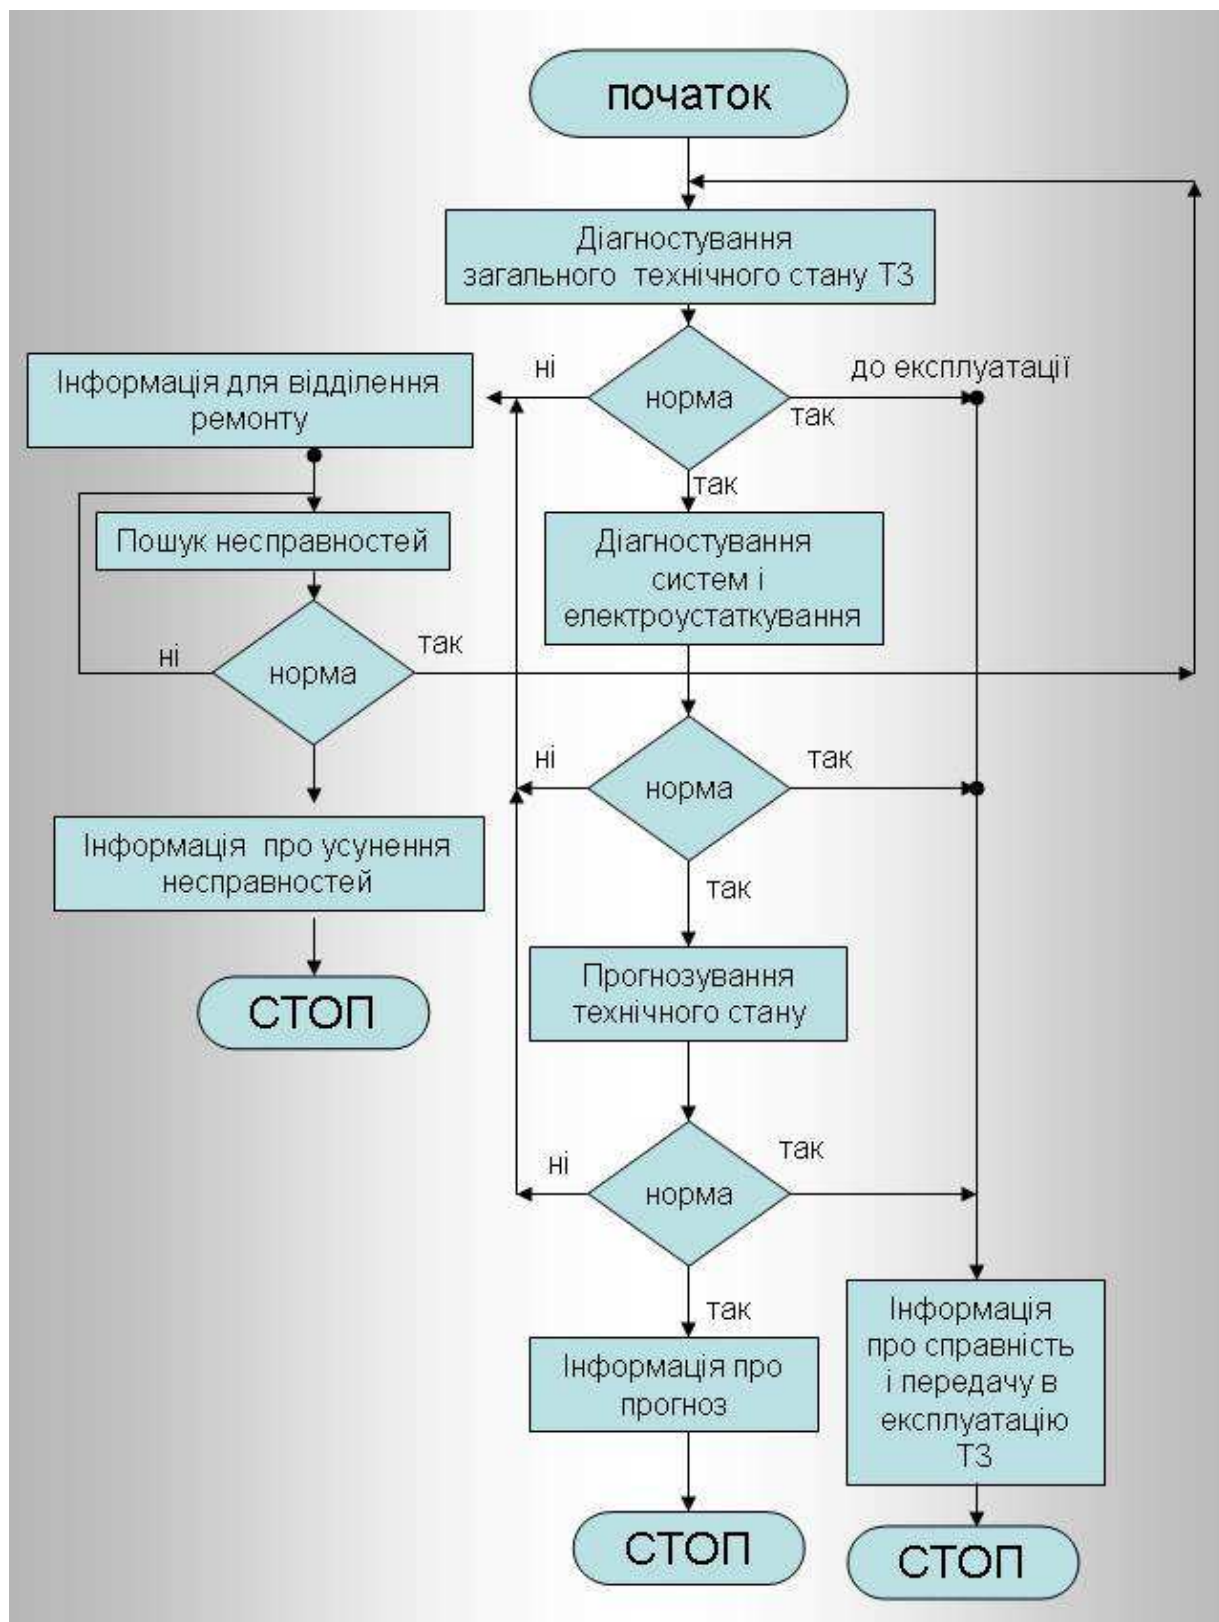 початок
Діагностування
загального технічного стану ТЗ
ні
до експлуатації
Інформація для відділення
ремонту
норма
так
так
Пошук несправностей
Діагностування
систем і
електроустаткування
ні
так
норма
ні
так
норма
Інформація про усунення
несправностей
так
СТОП
Прогнозування
технічного стану
ні
так
норма
так
Інформація
про справність
і передачу в
експлуатацію
ТЗ
Інформація про
прогноз
СТОП
СТОП